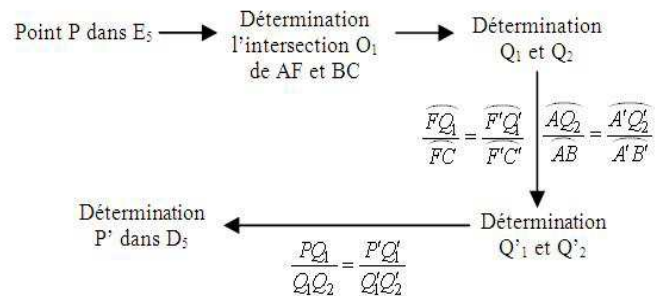 Point P dans E₅
Détermination
l'intersection O₁
de AF et BC
Détermination
Q₁ et Q₂
FQ₁/FC = F'Q'₁/F'C'
AQ₂/AB = A'Q'₂/A'B'
Détermination
Q'₁ et Q'₂
PQ₁/Q₁Q₂ = P'Q'₁/Q'₁Q'₂
Détermination
P' dans D₅